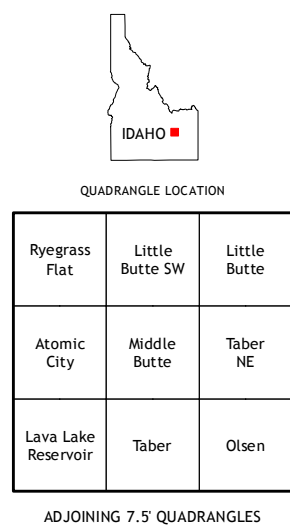 IDAHO
QUADRANGLE LOCATION
Ryegrass
Flat
Little
Butte SW
Little
Butte
Atomic
City
Middle
Butte
Taber
NE
Lava Lake
Reservoir
Taber
Olsen
ADJOINING 7.5' QUADRANGLES